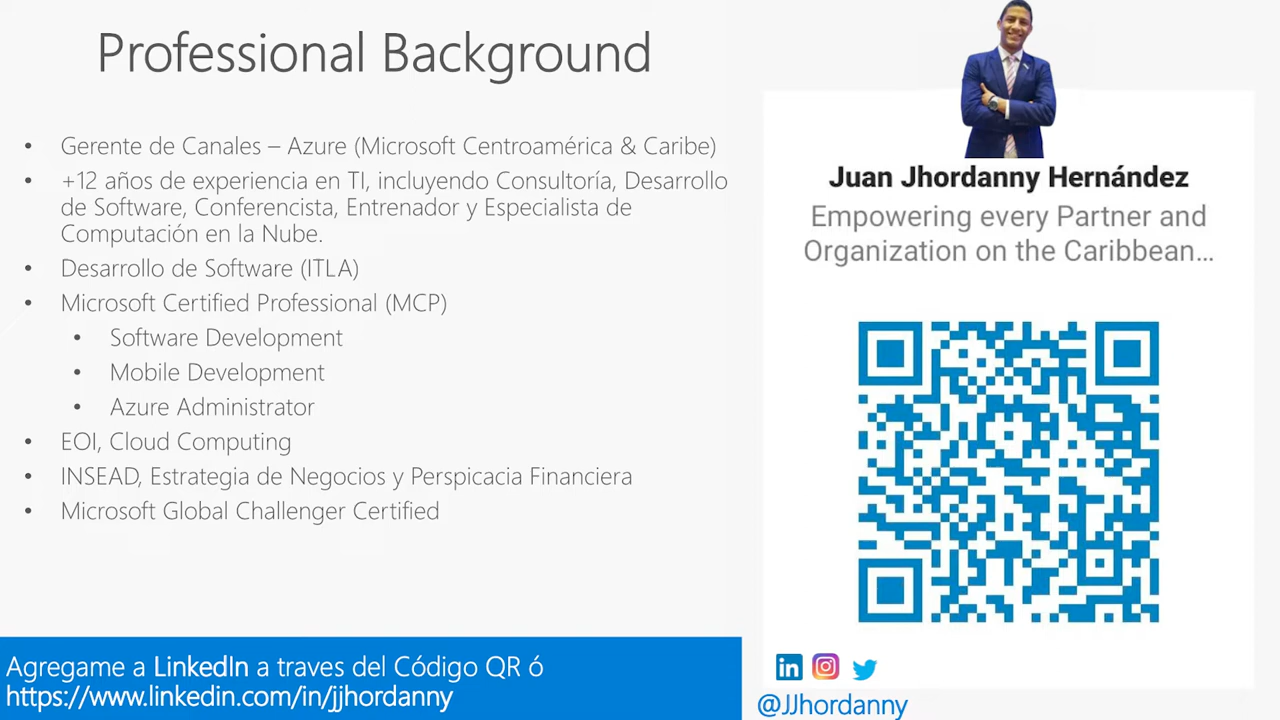 Professional Background
• Gerente de Canales – Azure (Microsoft Centroamérica & Caribe)
• +12 años de experiencia en TI, incluyendo Consultoría, Desarrollo
de Software, Conferencista, Entrenador y Especialista de
Computación en la Nube.
• Desarrollo de Software (ITLA)
• Microsoft Certified Professional (MCP)
• Software Development
• Mobile Development
• Azure Administrator
• EOI, Cloud Computing
• INSEAD, Estrategia de Negocios y Perspicacia Financiera
• Microsoft Global Challenger Certified
Agregame a LinkedIn a traves del Código QR ó
https://www.linkedin.com/in/jjhordanny
Juan Jhordanny Hernández
Empowering every Partner and
Organization on the Caribbean...
in
@JJhordanny